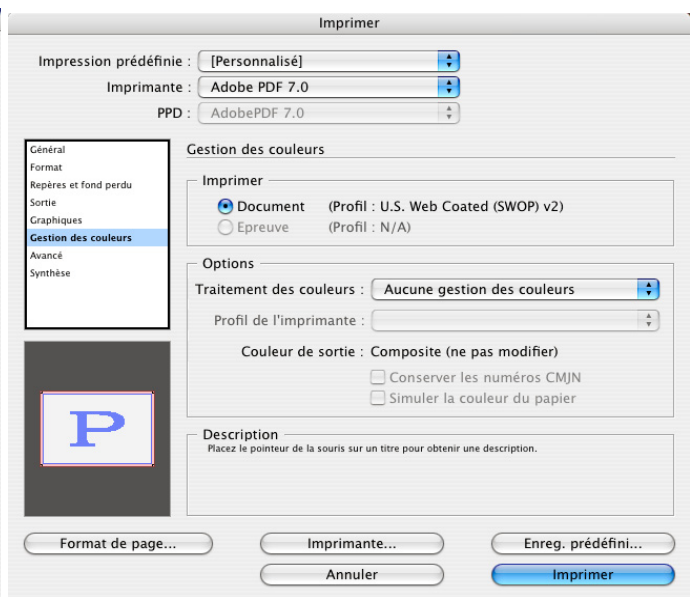 Imprimer
Impression prédéfinie : [Personnalisé]
Imprimante : Adobe PDF 7.0
PPD : AdobePDF 7.0
Général
Format
Repères et fond perdu
Sortie
Graphiques
Gestion des couleurs
Avancé
Synthèse
Gestion des couleurs
Imprimer
Document (Profil : U.S. Web Coated (SWOP) v2)
Epreuve (Profil : N/A)
Options
Traitement des couleurs : Aucune gestion des couleurs
Profil de l'imprimante :
Couleur de sortie : Composite (ne pas modifier)
Conserver les numéros CMJN
Simuler la couleur du papier
P
Description
Placez le pointeur de la souris sur un titre pour obtenir une description.
Format de page... Imprimante... Enreg. prédéfini...
Annuler Imprimer